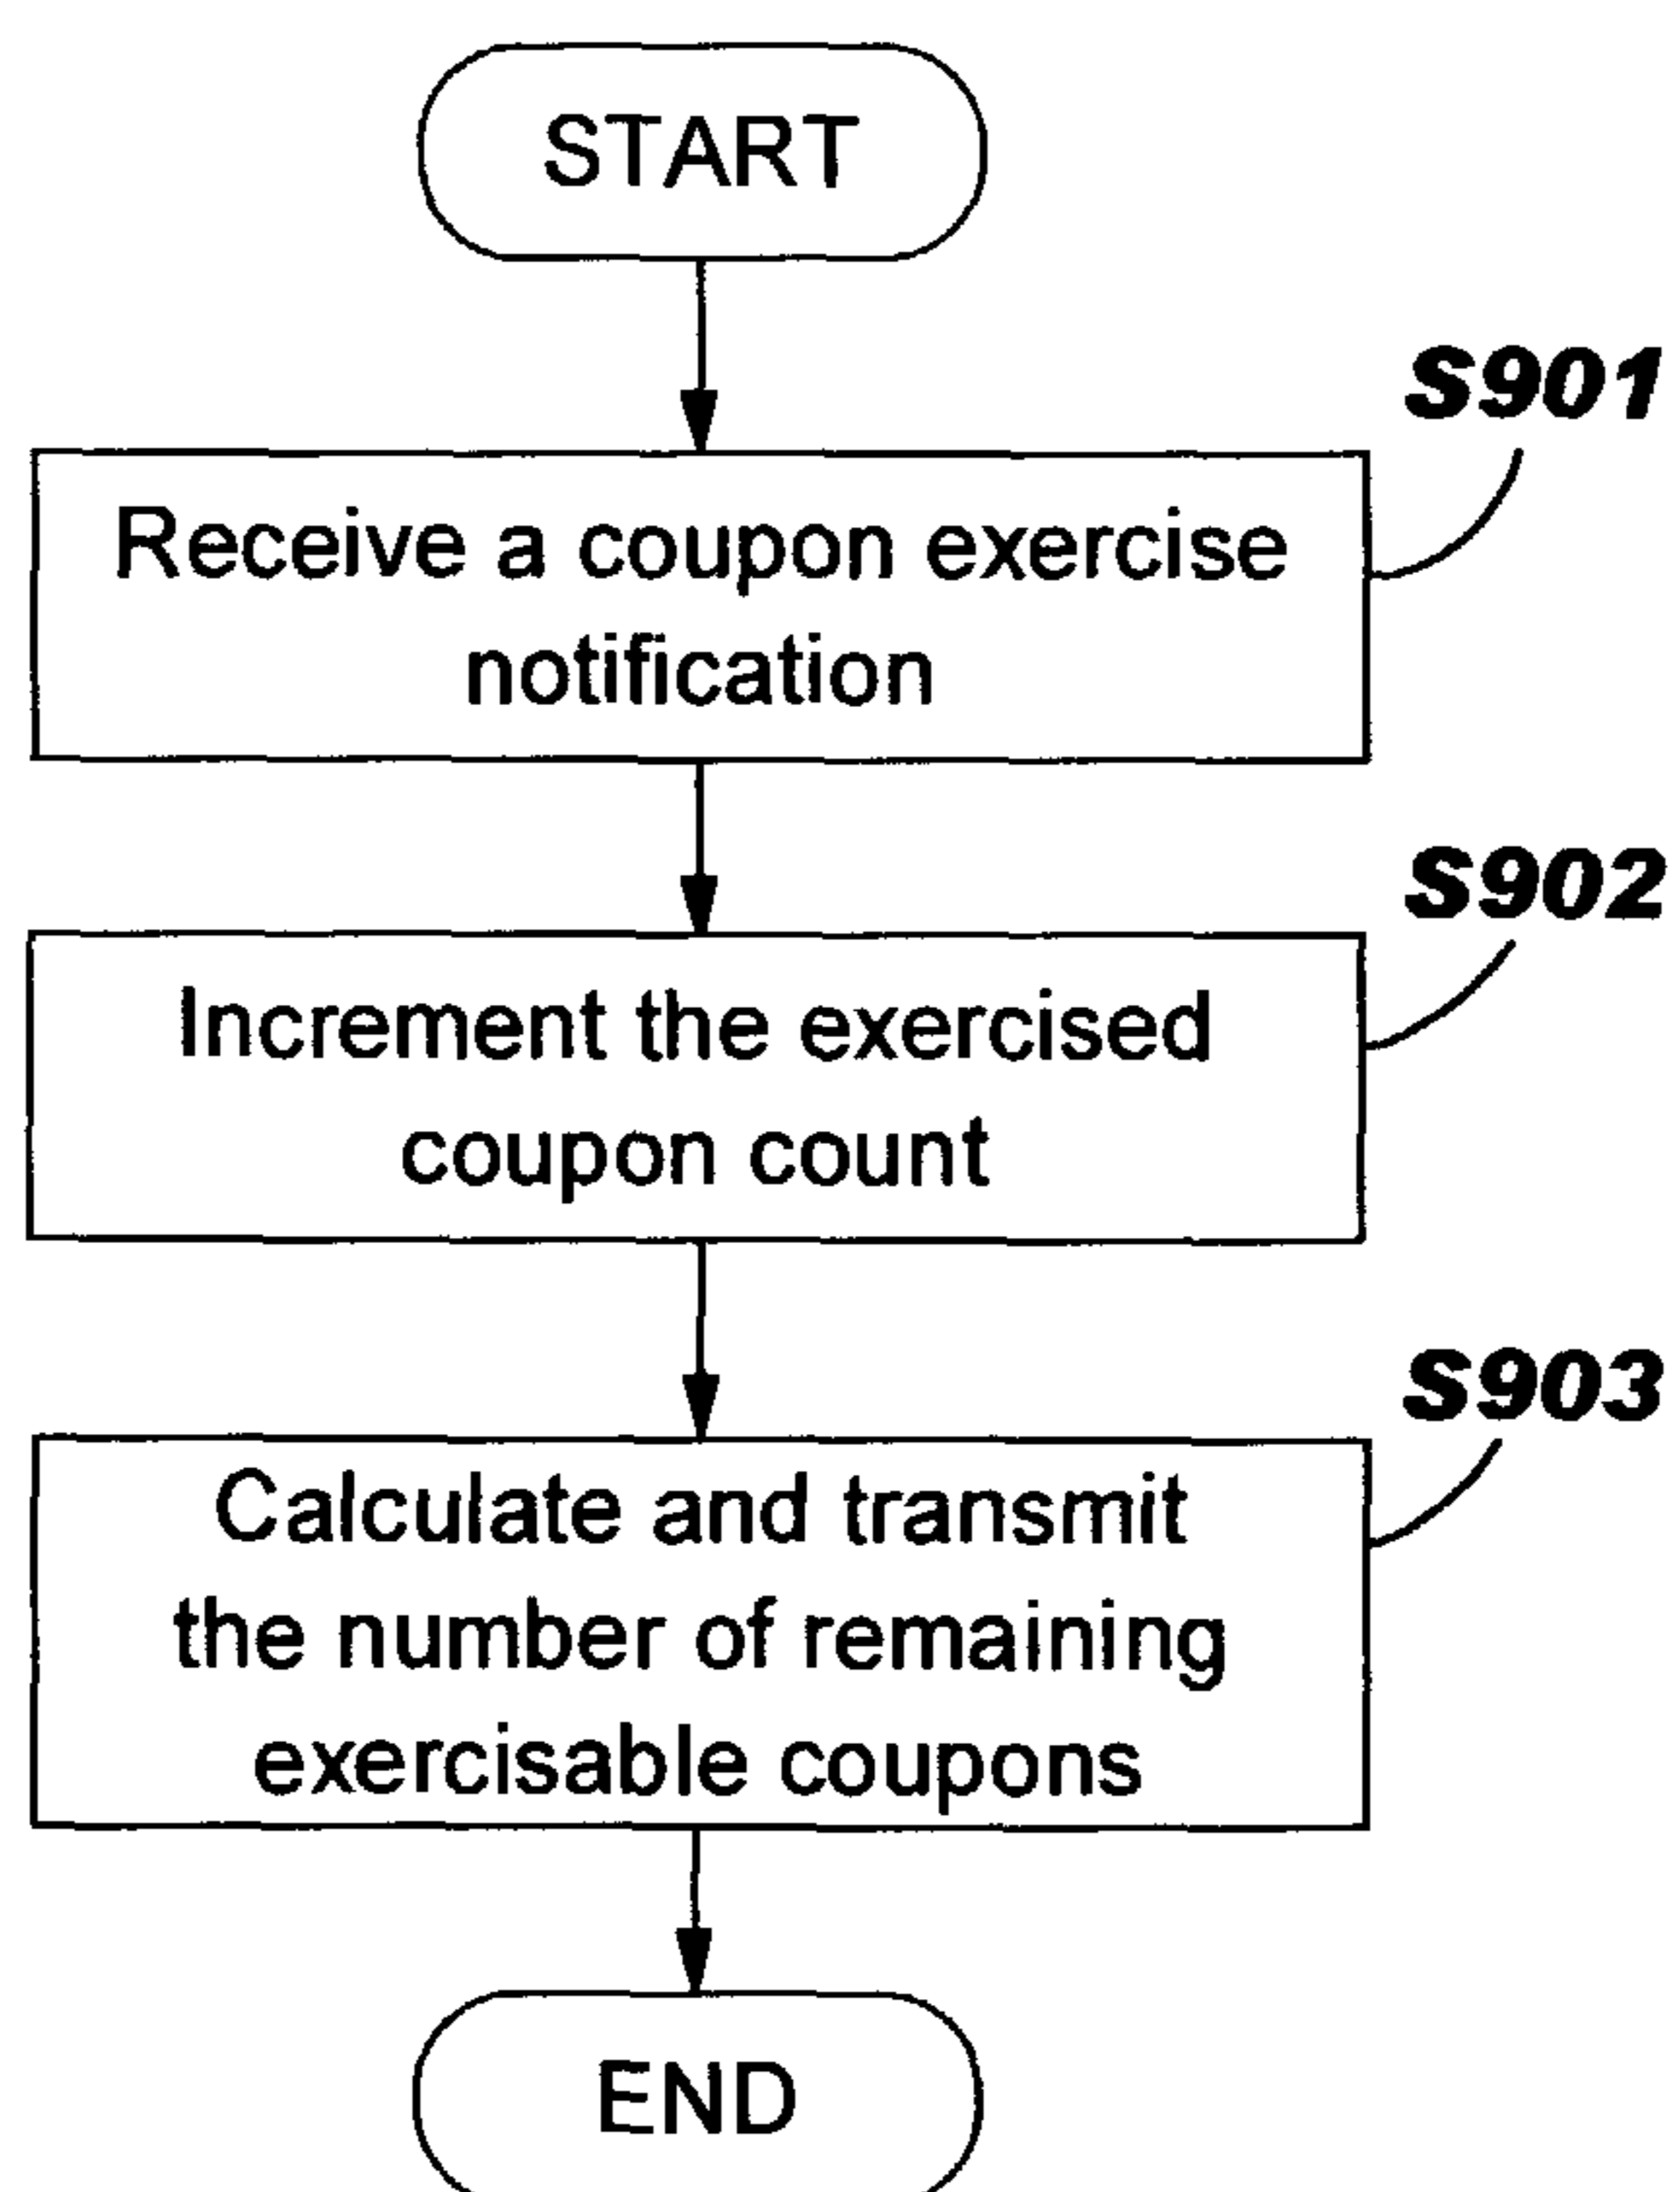 START
S901
Receive a coupon exercise
notification
S902
Increment the exercised
coupon count
S903
Calculate and transmit
the number of remaining
exercisable coupons
END